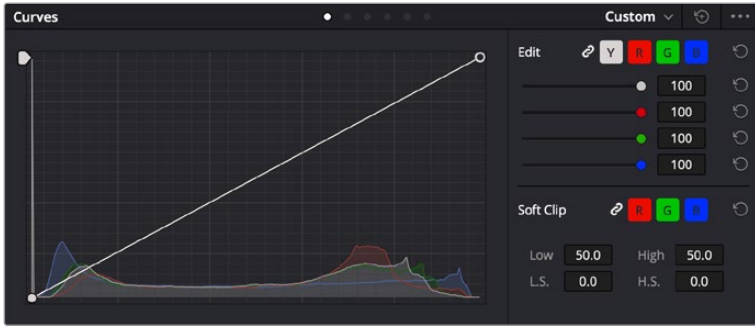 Curves Custom
Edit Y R G B
100
100
100
100
Soft Clip R G B
Low 50.0 High 50.0
L.S. 0.0 H.S. 0.0